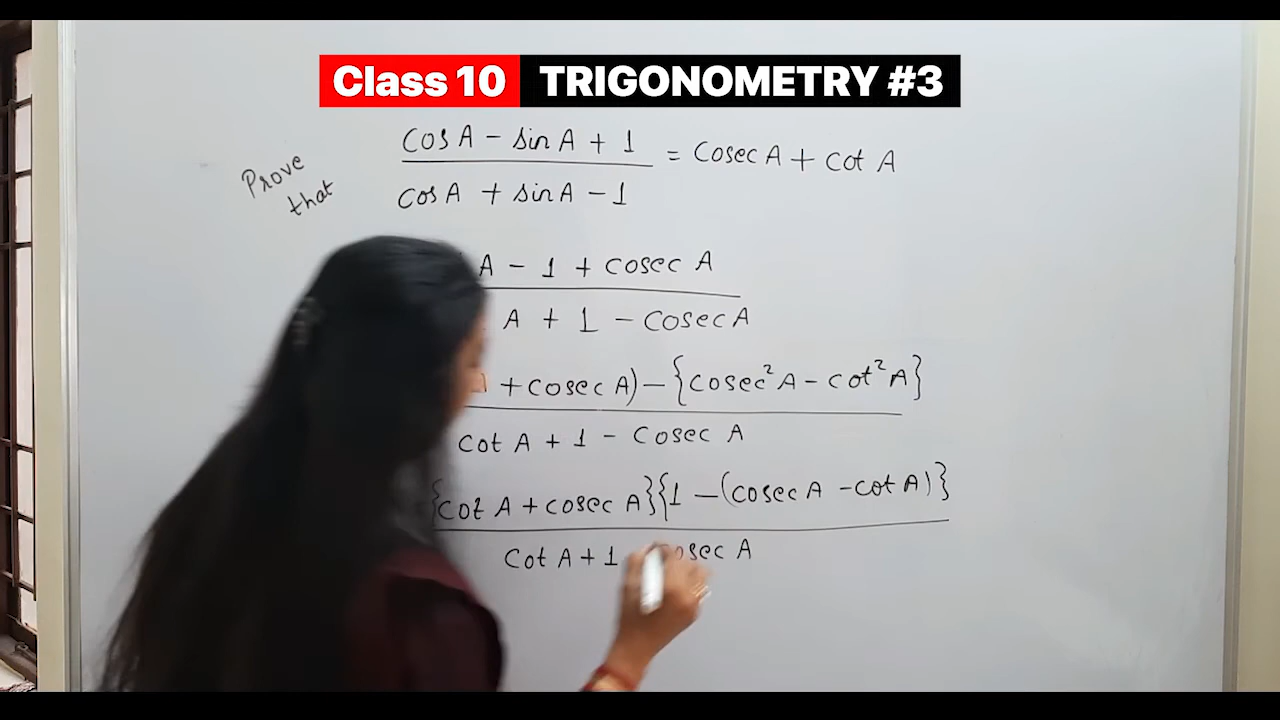 Class 10 TRIGONOMETRY #3
Prove
that
cos A - sin A + 1
= cosec A + cot A
cos A + sin A - 1
A - 1 + cosec A
A + 1 - cosec A
+ cosec A) - {cosec²A - cot²A}
cot A + 1 - cosec A
{cot A + cosec A}{1 - (cosec A - cot A)}
cot A + 1 cosec A